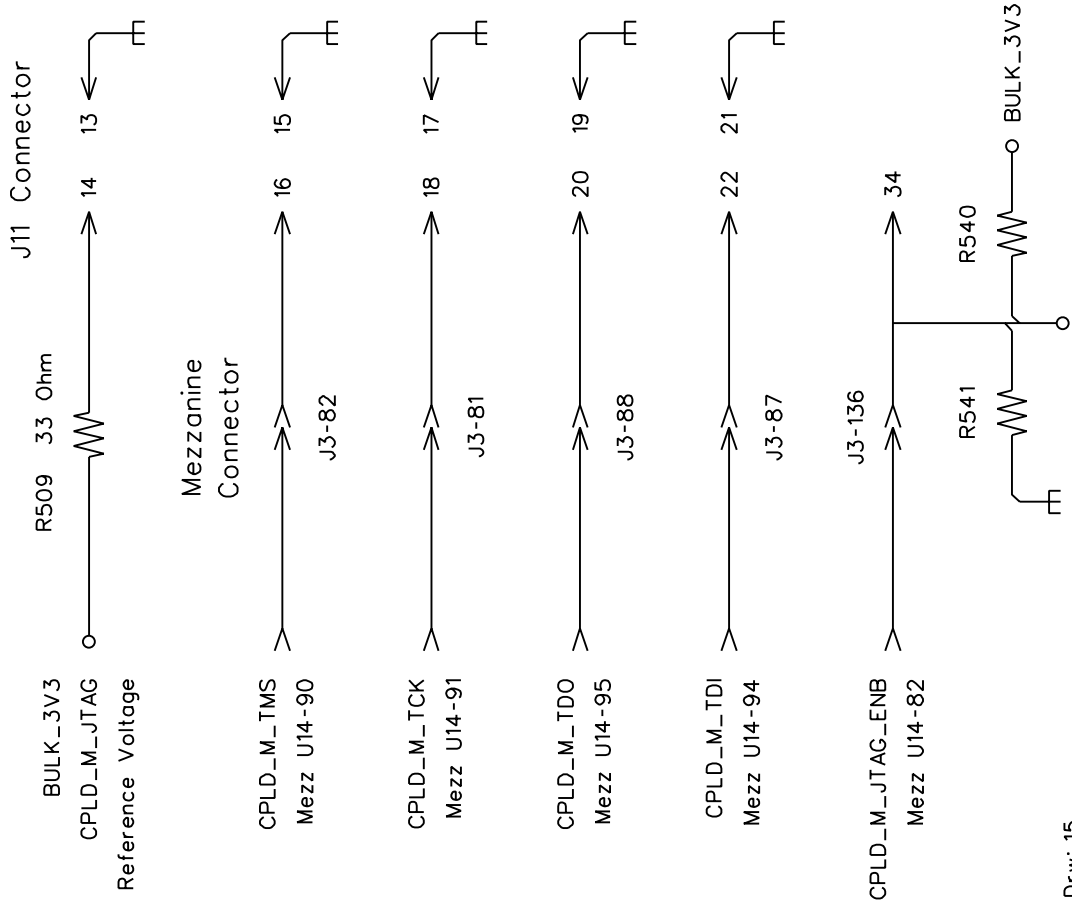 J11 Connector
BULK_3V3
CPLD_M_JTAG
Reference Voltage
R509 33 Ohm
14 13
Mezzanine
Connector
CPLD_M_TMS
Mezz U14-90
J3-82
16 15
CPLD_M_TCK
Mezz U14-91
J3-81
18 17
CPLD_M_TDO
Mezz U14-95
J3-88
20 19
CPLD_M_TDI
Mezz U14-94
J3-87
22 21
CPLD_M_JTAG_ENB
Mezz U14-82
J3-136
34
R541 R540
BULK_3V3